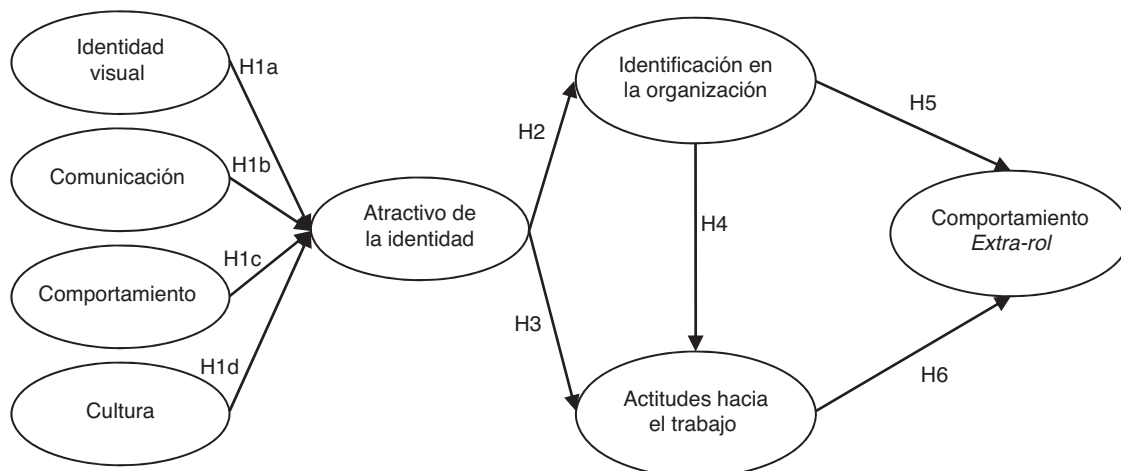 Identidad
visual
H1a
Comunicación
H1b
Comportamiento
H1c
Cultura
H1d
Atractivo de
la identidad
H2
H3
Identificación en
la organización
H4
Actitudes hacia
el trabajo
H5
H6
Comportamiento
Extra-rol